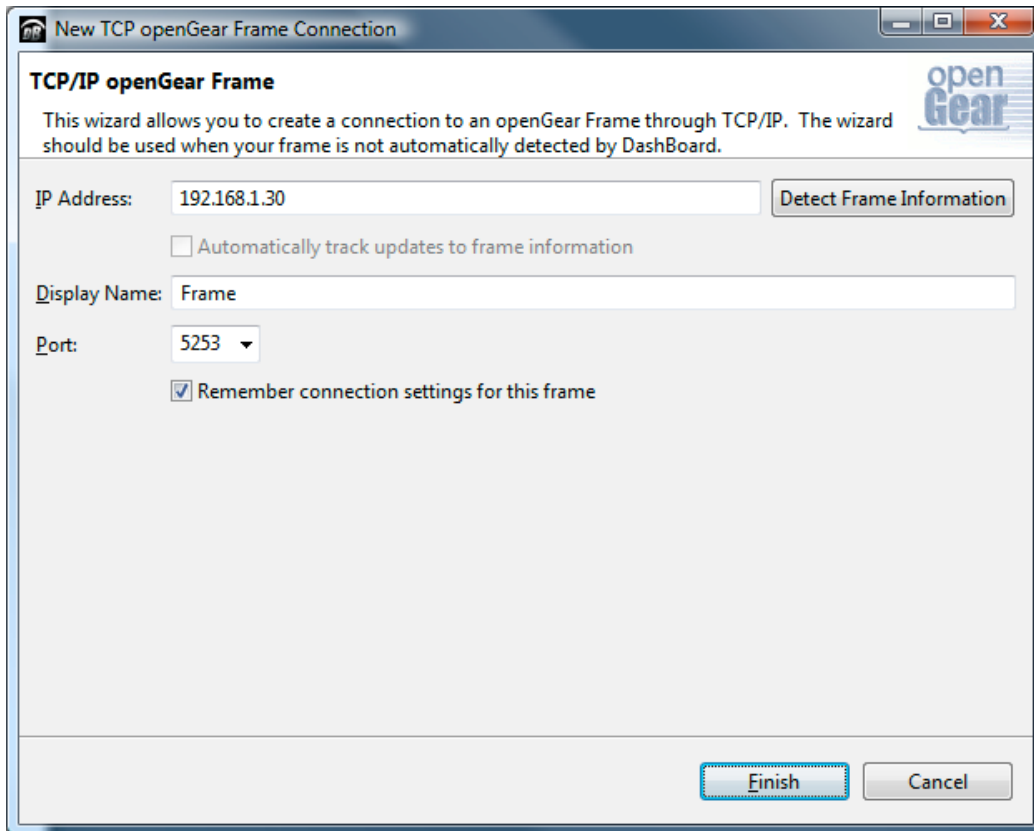 DB New TCP openGear Frame Connection
TCP/IP openGear Frame
open
Gear
This wizard allows you to create a connection to an openGear Frame through TCP/IP. The wizard
should be used when your frame is not automatically detected by DashBoard.
IP Address: 192.168.1.30 Detect Frame Information
Automatically track updates to frame information
Display Name: Frame
Port: 5253
Remember connection settings for this frame
Finish Cancel